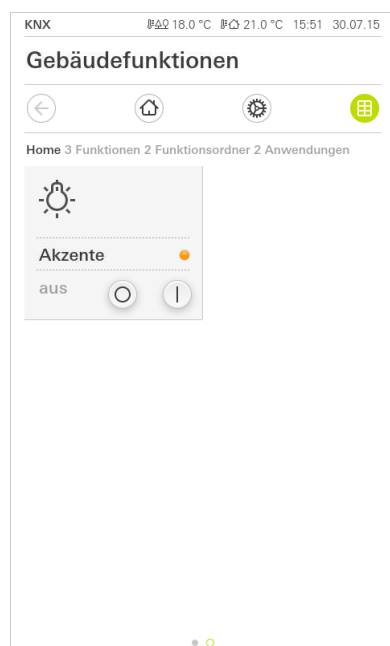 KNX 18.0 °C 21.0 °C 15:51 30.07.15
Gebäudefunktionen
Home 3 Funktionen 2 Funktionsordner 2 Anwendungen
Akzente
aus